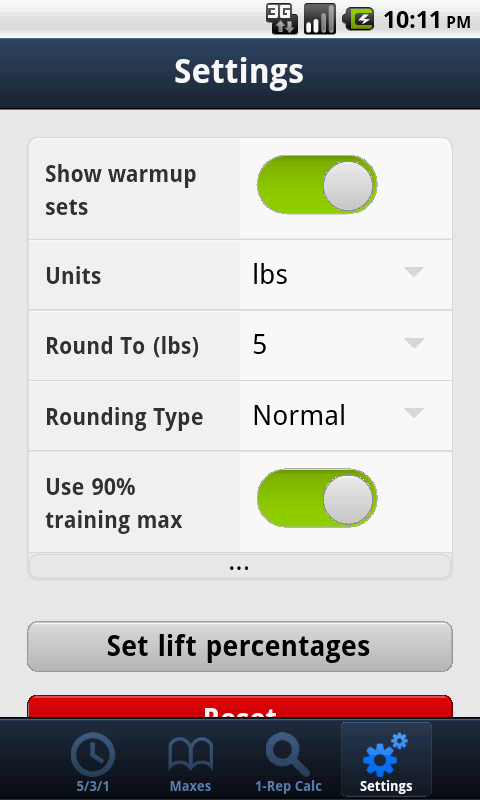 3G
10:11 PM
Settings
Show warmup
sets
Units
lbs
Round To (lbs)
5
Rounding Type
Normal
Use 90%
training max
...
Set lift percentages
Reset
5/3/1
Maxes
1-Rep Calc
Settings